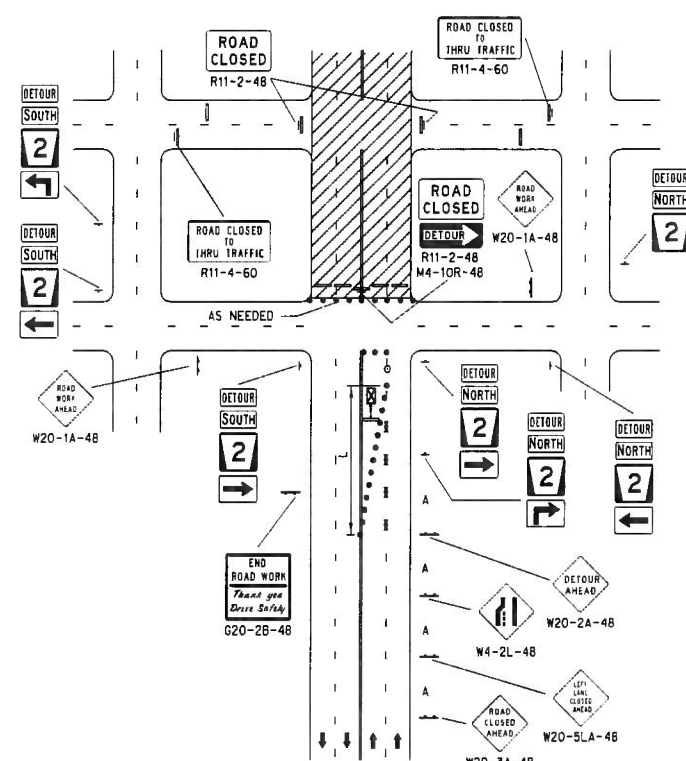 ROAD
CLOSED
R11-2-48
ROAD CLOSED
TO
THRU TRAFFIC
R11-4-60
DETOUR
SOUTH
2
DETOUR
SOUTH
2
ROAD CLOSED
TO
THRU TRAFFIC
R11-4-60
ROAD
CLOSED
DETOUR
R11-2-48
M4-10R-48
ROAD
WORK
AHEAD
W20-1A-48
DETOUR
NORTH
2
AS NEEDED
ROAD
WORK
AHEAD
W20-1A-48
DETOUR
SOUTH
2
L
DETOUR
NORTH
2
DETOUR
NORTH
2
DETOUR
NORTH
2
A
A
A
A
END
ROAD WORK
Thank you
Drive Safely
G20-2B-48
DETOUR
AHEAD
W20-2A-48
W4-2L-48
LEFT
LANE
CLOSED
AHEAD
W20-5LA-48
ROAD
CLOSED
AHEAD
W20-3A-48